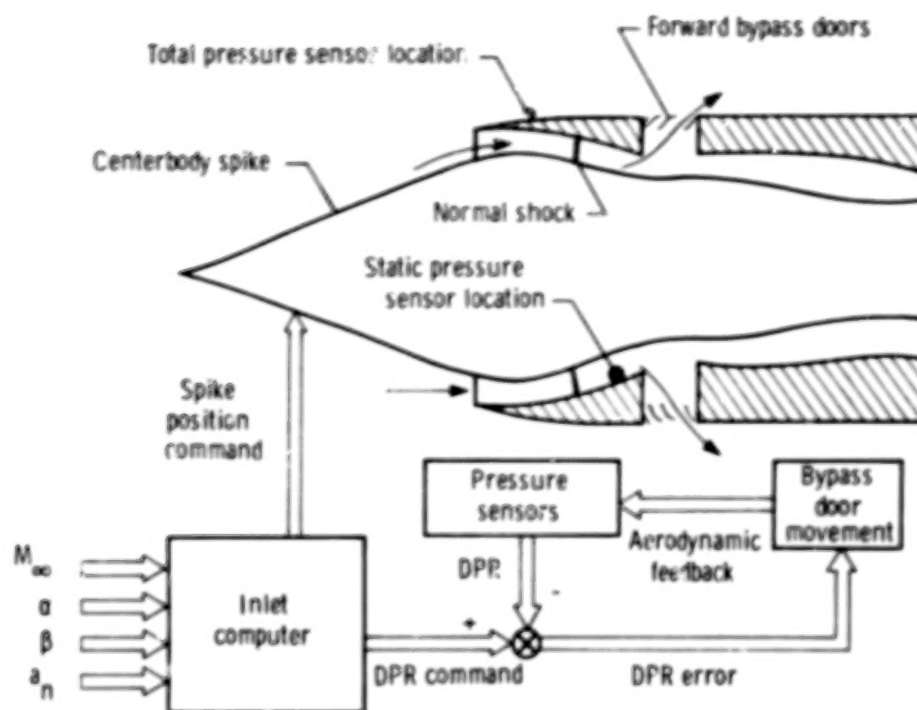 Forward bypass doors
Total pressure sensor location
Centerbody spike
Normal shock
Static pressure
sensor location
Spike
position
command
Pressure
sensors
Bypass
door
movement
Aerodynamic
feedback
DPR
-
M∞
α
β
an
Inlet
computer
+
DPR command
DPR error